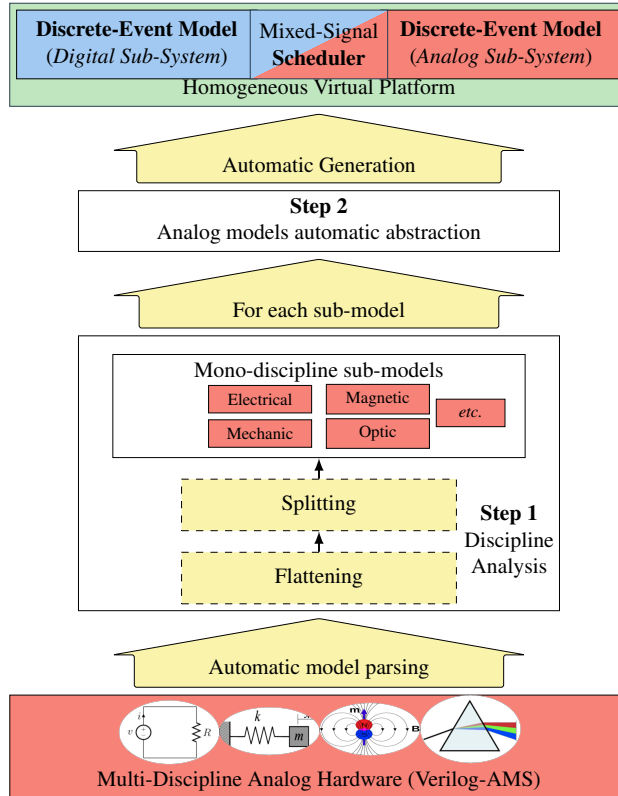 Discrete-Event Model
(Digital Sub-System)
Mixed-Signal
Scheduler
Discrete-Event Model
(Analog Sub-System)
Homogeneous Virtual Platform
Automatic Generation
Step 2
Analog models automatic abstraction
For each sub-model
Mono-discipline sub-models
Electrical
Magnetic
etc.
Mechanic
Optic
Splitting
Step 1
Discipline
Analysis
Flattening
Automatic model parsing
i
v
R
k
m
m
B
Multi-Discipline Analog Hardware (Verilog-AMS)